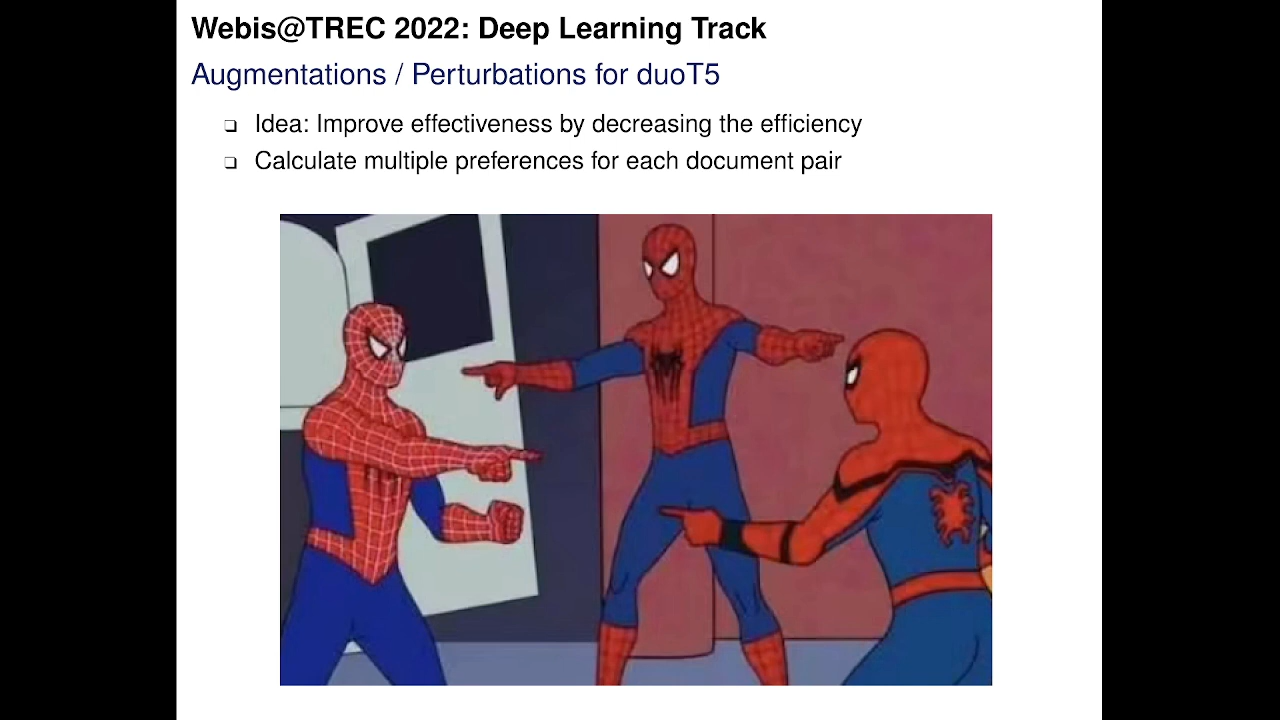 Webis@TREC 2022: Deep Learning Track
Augmentations / Perturbations for duoT5
❏ Idea: Improve effectiveness by decreasing the efficiency
❏ Calculate multiple preferences for each document pair